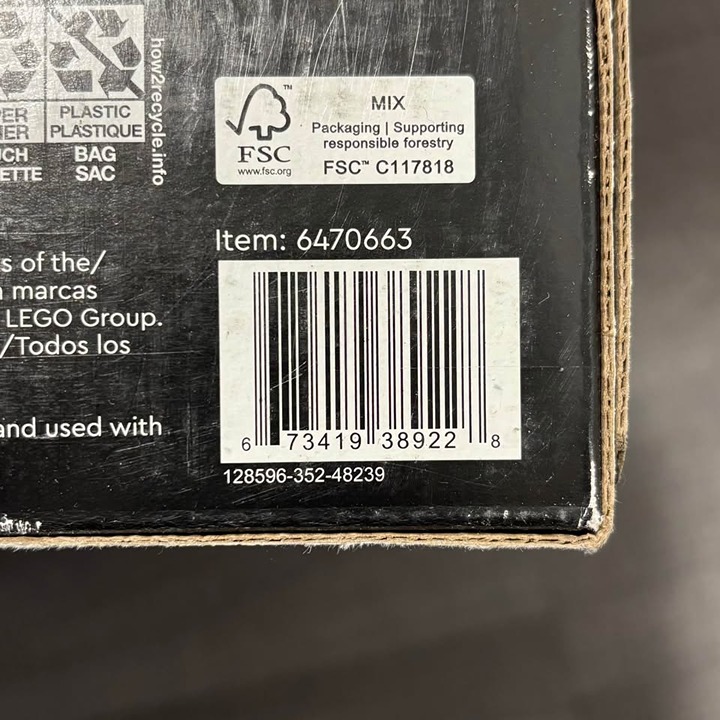 PLASTIC
PLASTIQUE
BAG
SAC
how2recycle.info
FSC
www.fsc.org
MIX
Packaging | Supporting
responsible forestry
FSC™ C117818
Item: 6470663
s of the/
marcas
LEGO Group.
/Todos los
and used with
6 73419 38922 8
128596-352-48239